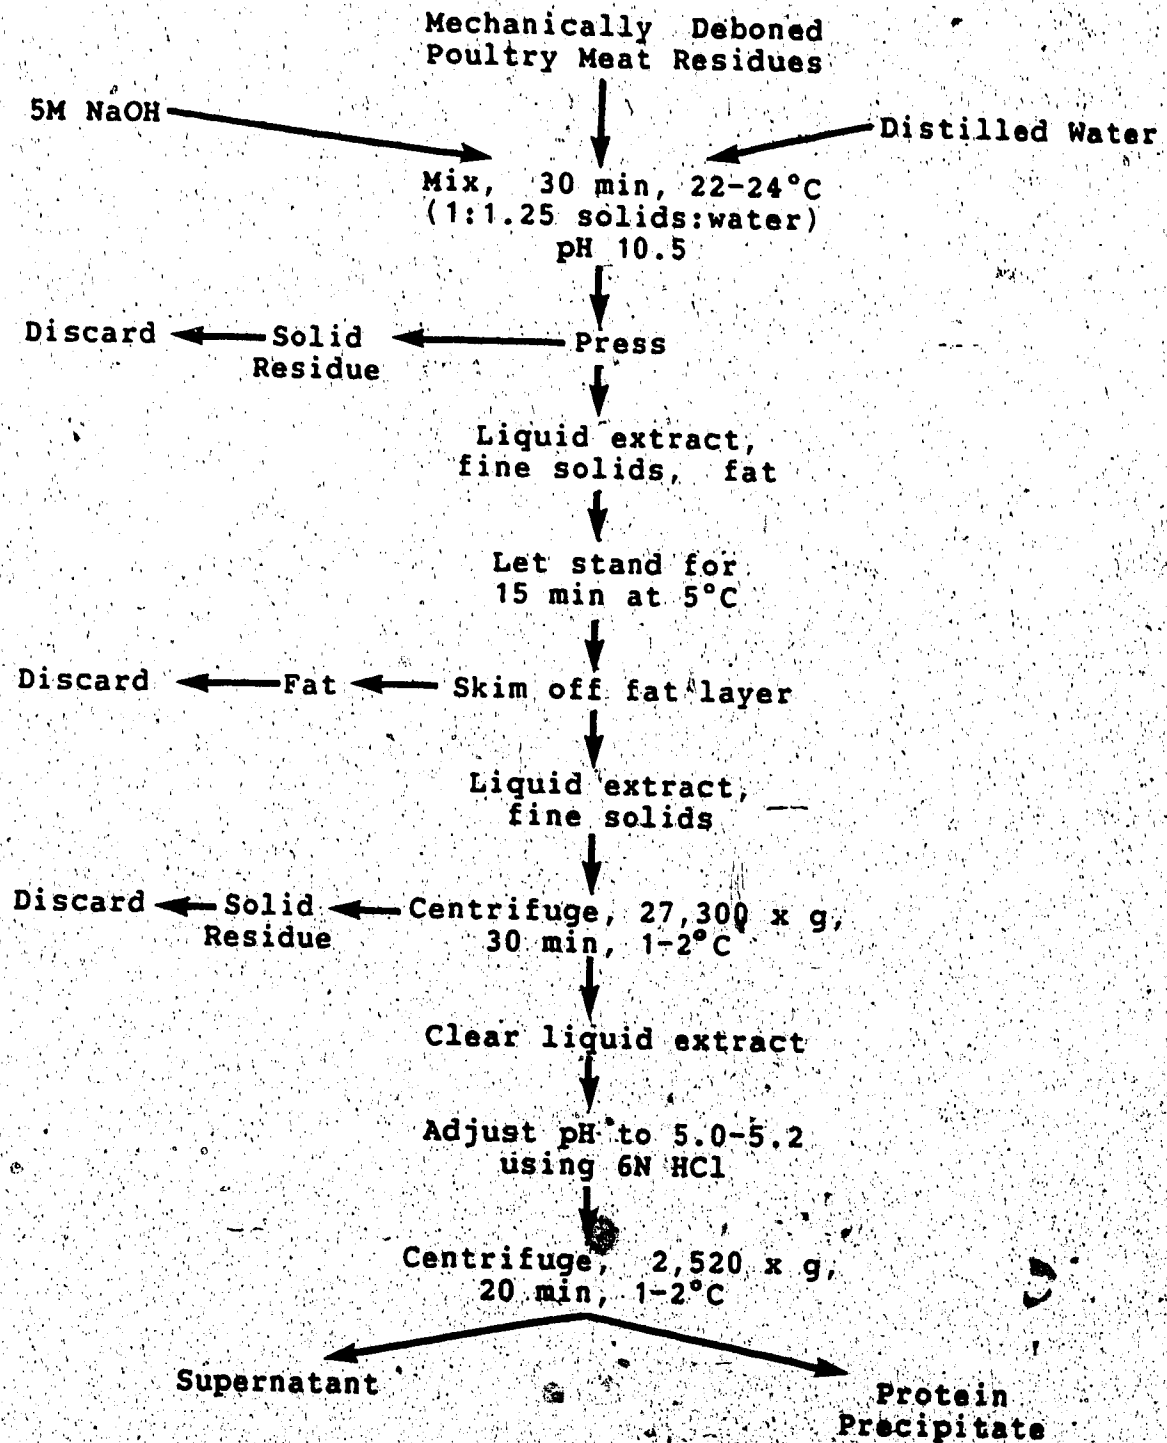 Mechanically Deboned
Poultry Meat Residues
5M NaOH
Distilled Water
Mix, 30 min, 22-24°C
(1:1.25 solids:water)
pH 10.5
Discard
Solid
Residue
Press
Liquid extract,
fine solids, fat
Let stand for
15 min at 5°C
Discard
Fat
Skim off fat layer
Liquid extract,
fine solids
Discard
Solid
Residue
Centrifuge, 27,300 x g,
30 min, 1-2°C
Clear liquid extract
Adjust pH to 5.0-5.2
using 6N HCl
Centrifuge, 2,520 x g,
20 min, 1-2°C
Supernatant
Protein
Precipitate